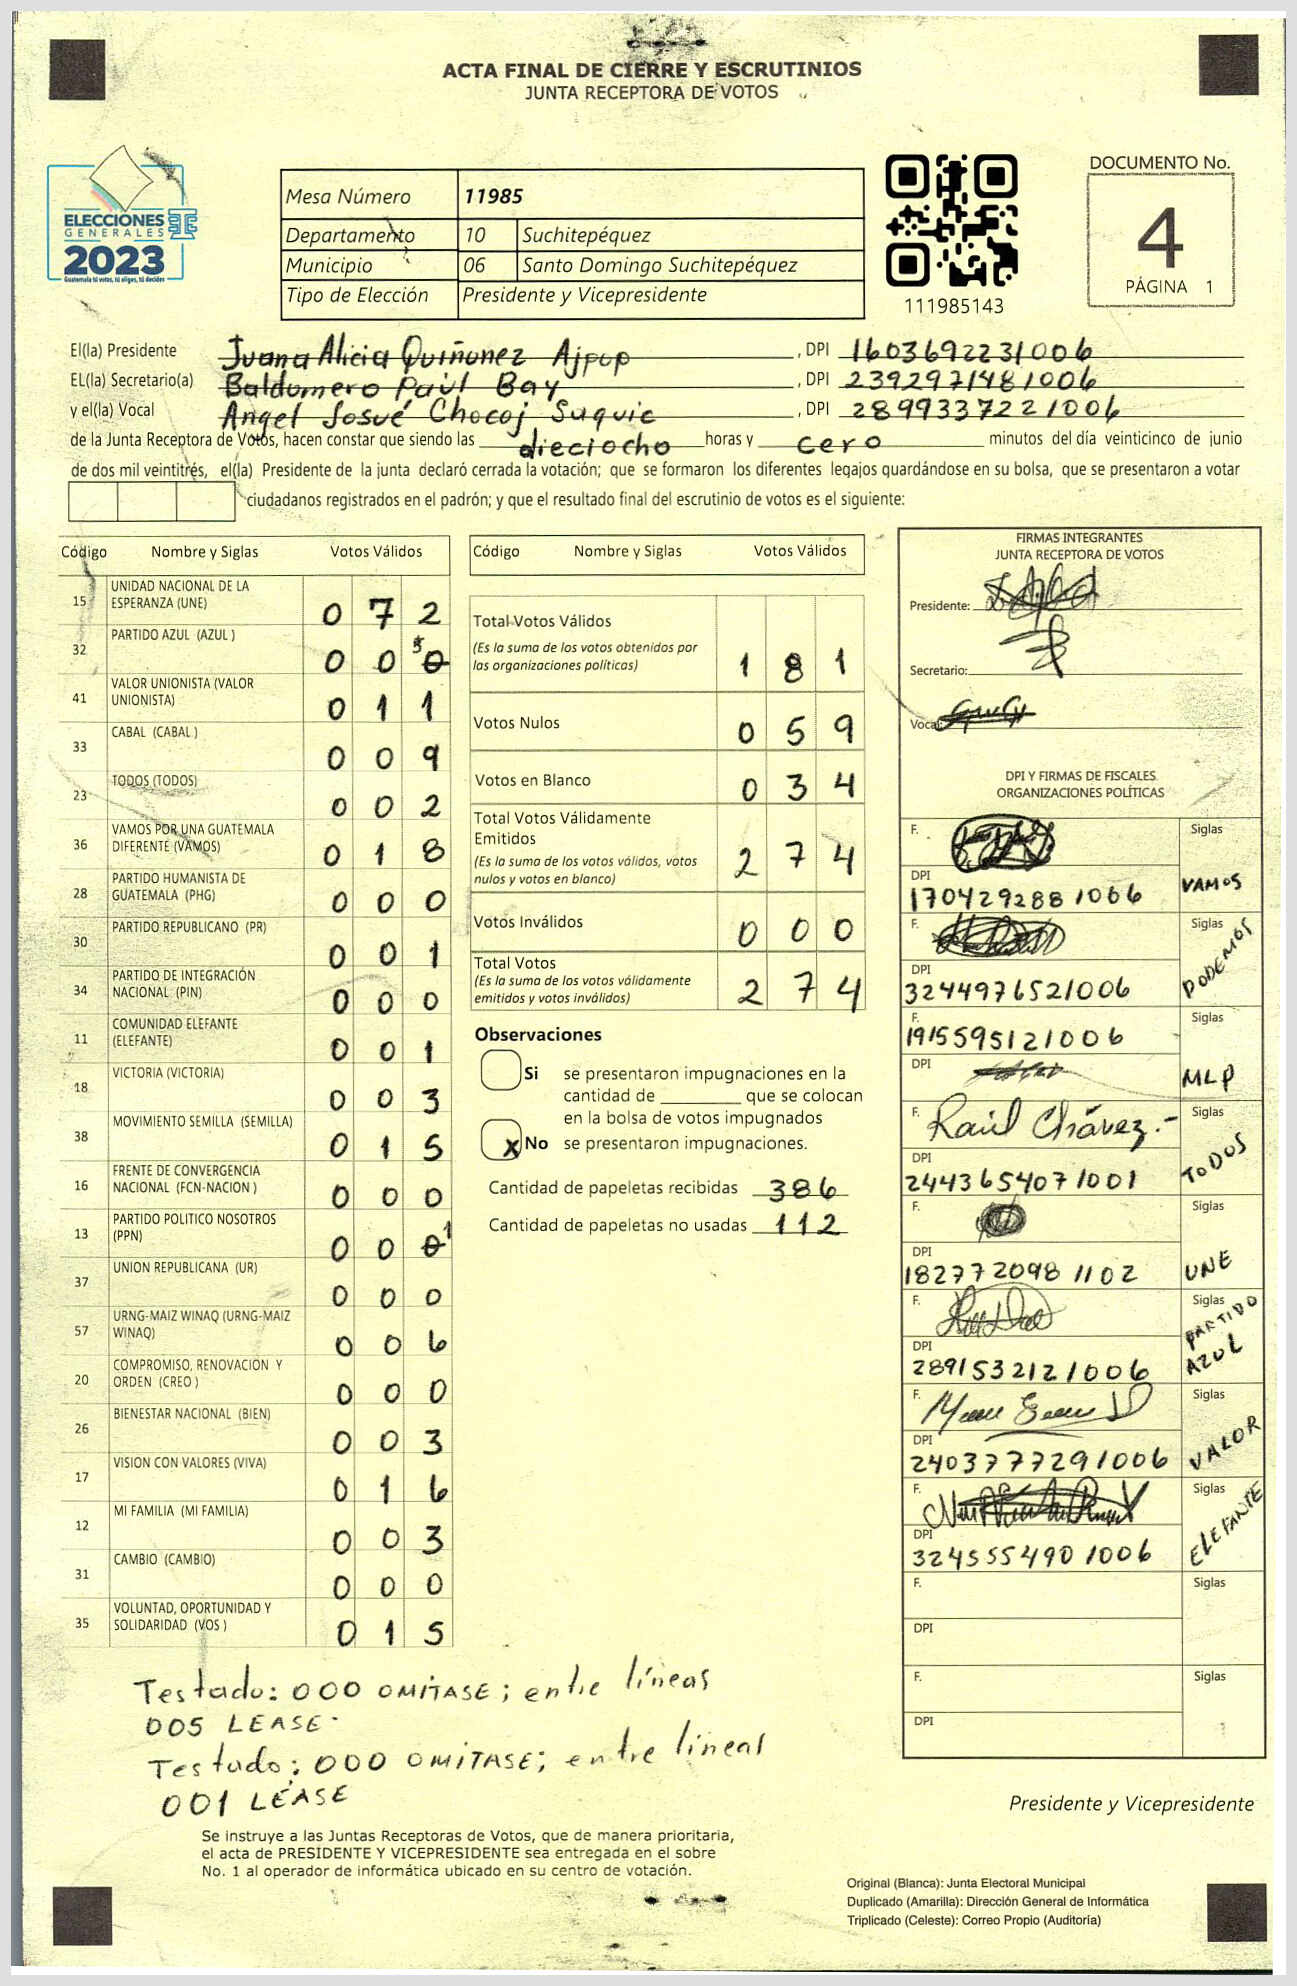 ACTA FINAL DE CIERRE Y ESCRUTINIOS
JUNTA RECEPTORA DE VOTOS
ELECCIONES
GENERALES
2023
Guatemala tú votas, tú eliges, tú decides
Mesa Número 11985
Departamento 10 Suchitepéquez
Municipio 06 Santo Domingo Suchitepéquez
Tipo de Elección Presidente y Vicepresidente
111985143
DOCUMENTO No.
4
PÁGINA 1
El(la) Presidente Juana Alicia Quiñonez Ajpop, DPI 1603692231006
EL(la) Secretario(a) Baldomero Paúl Bay, DPI 2392971481006
y el(la) Vocal Angel Josué Chocoj Suquic, DPI 2899337221006
de la Junta Receptora de Votos, hacen constar que siendo las dieciocho horas y cero minutos del día veinticinco de junio
de dos mil veintitrés, el(la) Presidente de la junta declaró cerrada la votación; que se formaron los diferentes legajos quardándose en su bolsa, que se presentaron a votar
ciudadanos registrados en el padrón; y que el resultado final del escrutinio de votos es el siguiente:
Código Nombre y Siglas Votos Válidos
15 UNIDAD NACIONAL DE LA
ESPERANZA (UNE) 0 7 2
32 PARTIDO AZUL (AZUL ) 0 0 0 5
41 VALOR UNIONISTA (VALOR
UNIONISTA) 0 1 1
33 CABAL (CABAL ) 0 0 9
23 TODOS (TODOS) 0 0 2
36 VAMOS POR UNA GUATEMALA
DIFERENTE (VAMOS) 0 1 8
28 PARTIDO HUMANISTA DE
GUATEMALA (PHG) 0 0 0
30 PARTIDO REPUBLICANO (PR) 0 0 1
34 PARTIDO DE INTEGRACIÓN
NACIONAL (PIN) 0 0 0
11 COMUNIDAD ELEFANTE
(ELEFANTE) 0 0 1
18 VICTORIA (VICTORIA) 0 0 3
38 MOVIMIENTO SEMILLA (SEMILLA) 0 1 5
16 FRENTE DE CONVERGENCIA
NACIONAL (FCN-NACION ) 0 0 0
13 PARTIDO POLITICO NOSOTROS
(PPN) 0 0 0 1
37 UNION REPUBLICANA (UR) 0 0 0
57 URNG-MAIZ WINAQ (URNG-MAIZ
WINAQ) 0 0 6
20 COMPROMISO, RENOVACION Y
ORDEN (CREO ) 0 0 0
26 BIENESTAR NACIONAL (BIEN) 0 0 3
17 VISION CON VALORES (VIVA) 0 1 6
12 MI FAMILIA (MI FAMILIA) 0 0 3
31 CAMBIO (CAMBIO) 0 0 0
35 VOLUNTAD, OPORTUNIDAD Y
SOLIDARIDAD (VOS ) 0 1 5
Código Nombre y Siglas Votos Válidos
Total Votos Válidos
(Es la suma de los votos obtenidos por
las organizaciones políticas) 1 8 1
Votos Nulos 0 5 9
Votos en Blanco 0 3 4
Total Votos Válidamente
Emitidos
(Es la suma de los votos válidos, votos
nulos y votos en blanco) 2 7 4
Votos Inválidos 0 0 0
Total Votos
(Es la suma de los votos válidamente
emitidos y votos inválidos) 2 7 4
Observaciones
Si se presentaron impugnaciones en la
cantidad de ________ que se colocan
en la bolsa de votos impugnados
x No se presentaron impugnaciones.
Cantidad de papeletas recibidas 386
Cantidad de papeletas no usadas 112
FIRMAS INTEGRANTES
JUNTA RECEPTORA DE VOTOS
Presidente:
Secretario:
Vocal:
DPI Y FIRMAS DE FISCALES
ORGANIZACIONES POLÍTICAS
F. Siglas
DPI
1704292881006 VAMOS
F. Siglas
DPI
3244976521006 PODEMOS
F. Siglas
1915595121006
DPI MLP
F. Raúl Chávez.- Siglas
DPI
2443654071001 TODOS
F. Siglas
DPI
1827720981102 UNE
F. Siglas
DPI PARTIDO
2891532121006 AZUL
F. Siglas
DPI
2403777291006 VALOR
F. Siglas
DPI
3245554901006 ELEFANTE
F. Siglas
DPI
F. Siglas
DPI
Testado: 000 OMITASE; entre líneas
005 LEASE-
Testado: 000 OMITASE; entre lineas
001 LEASE
Presidente y Vicepresidente
Se instruye a las Juntas Receptoras de Votos, que de manera prioritaria,
el acta de PRESIDENTE Y VICEPRESIDENTE sea entregada en el sobre
No. 1 al operador de informática ubicado en su centro de votación.
Original (Blanca): Junta Electoral Municipal
Duplicado (Amarilla): Dirección General de Informática
Triplicado (Celeste): Correo Propio (Auditoría)